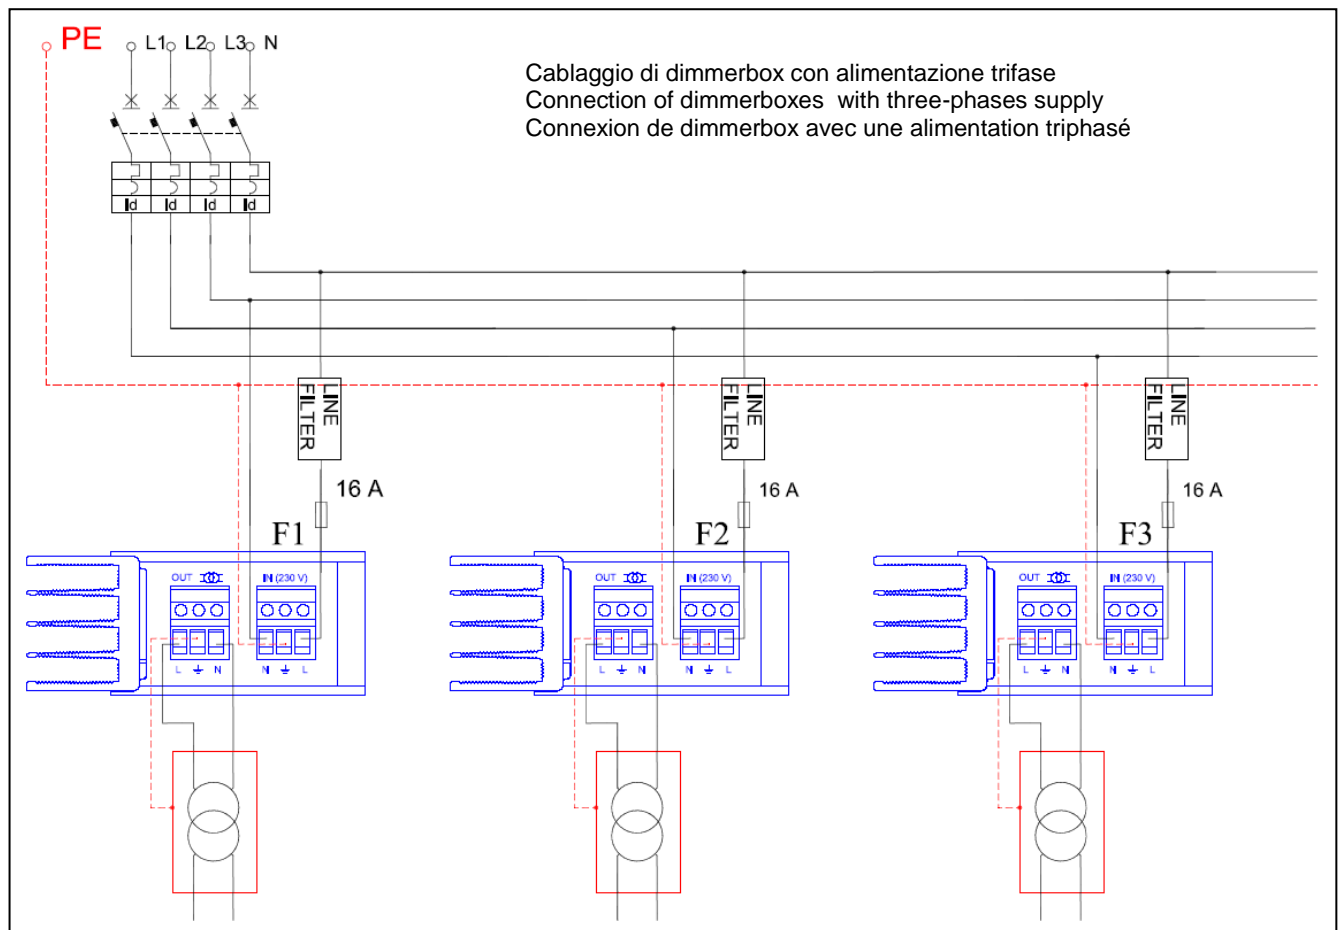 PE L1 L2 L3 N
Cablaggio di dimmerbox con alimentazione trifase
Connection of dimmerboxes with three-phases supply
Connexion de dimmerbox avec une alimentation triphasé
Id Id Id Id
LINE FILTER LINE FILTER LINE FILTER
16 A 16 A 16 A
F1 F2 F3
OUT IN (230 V) OUT IN (230 V) OUT IN (230 V)
L N N L L N N L L N N L